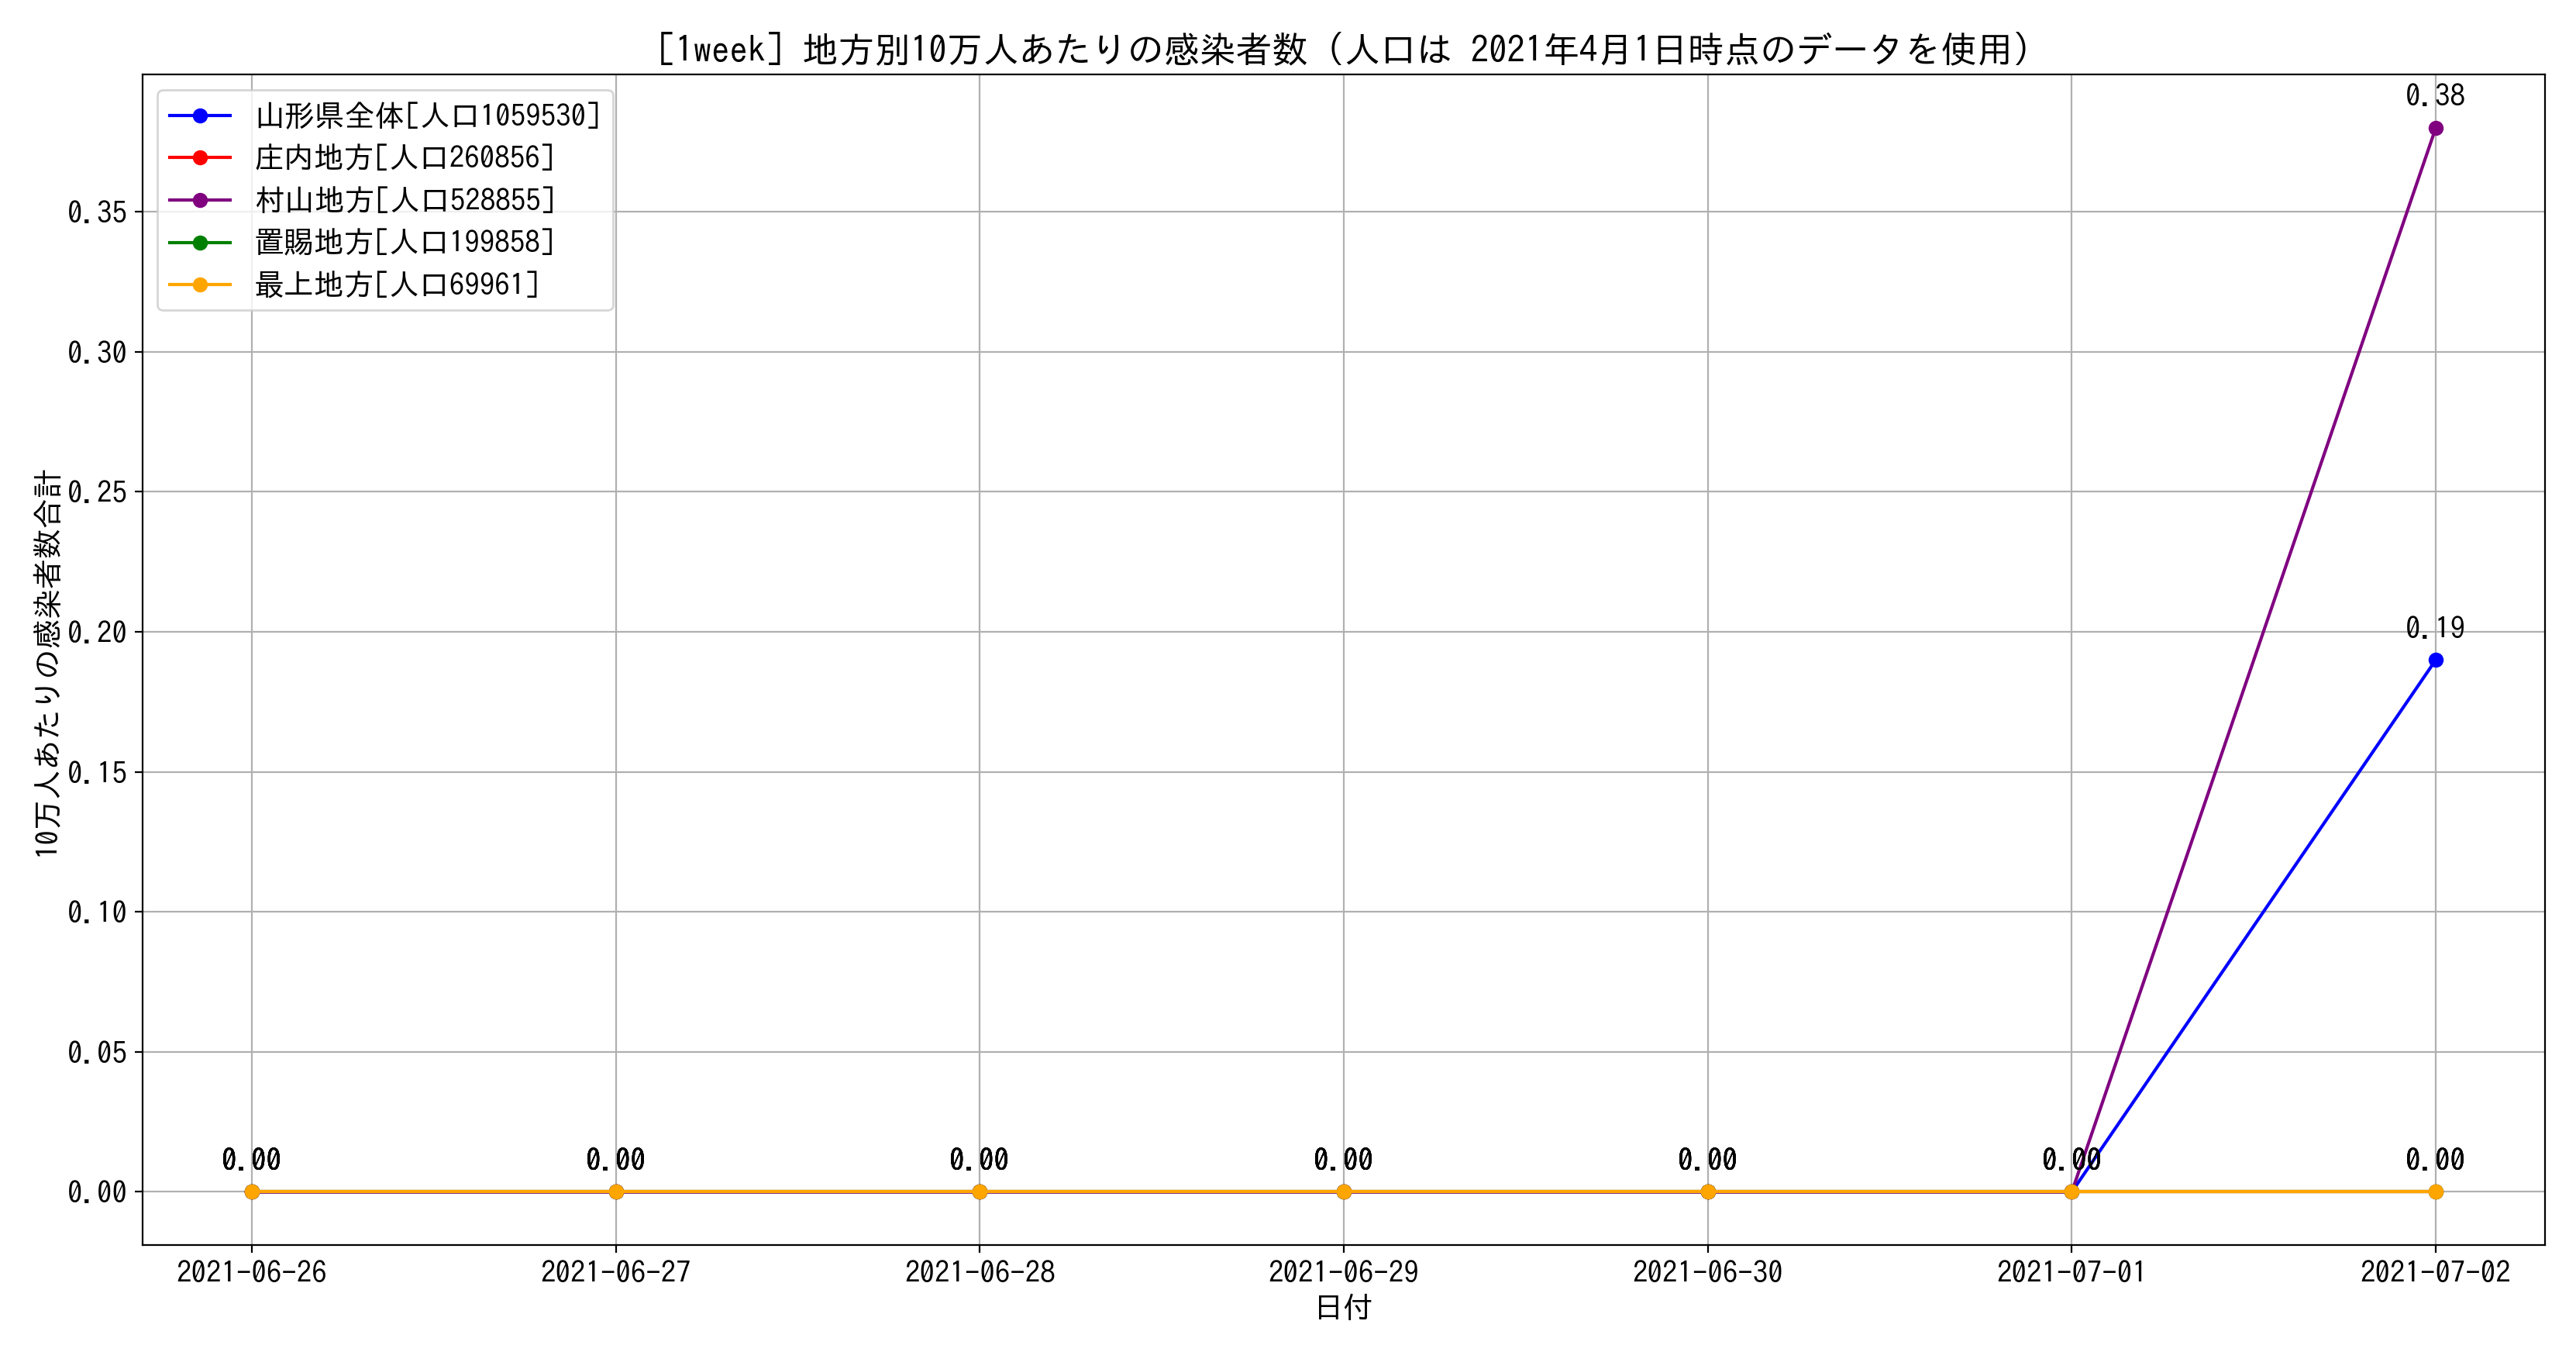 [1week] 地方別10万人あたりの感染者数 (人口は 2021年4月1日時点のデータを使用)
山形県全体[人口1059530]
庄内地方[人口260856]
村山地方[人口528855]
置賜地方[人口199858]
最上地方[人口69961]
10万人あたりの感染者数合計
0.35
0.30
0.25
0.20
0.15
0.10
0.05
0.00
0.38
0.19
0.00 0.00 0.00 0.00 0.00 0.00 0.00
2021-06-26 2021-06-27 2021-06-28 2021-06-29 2021-06-30 2021-07-01 2021-07-02
日付